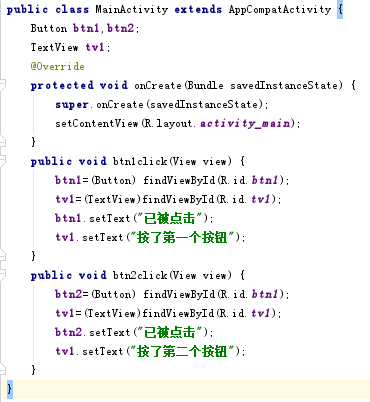 public class MainActivity extends AppCompatActivity {
Button btn1,btn2;
TextView tv1;
@Override
protected void onCreate(Bundle savedInstanceState) {
super.onCreate(savedInstanceState);
setContentView(R.layout.activity_main);
}
public void btn1click(View view) {
btn1=(Button) findViewById(R.id.btn1);
tv1=(TextView)findViewById(R.id.tv1);
btn1.setText("已被点击");
tv1.setText("按了第一个按钮");
}
public void btn2click(View view) {
btn2=(Button) findViewById(R.id.btn1);
tv1=(TextView)findViewById(R.id.tv1);
btn2.setText("已被点击");
tv1.setText("按了第二个按钮");
}
}